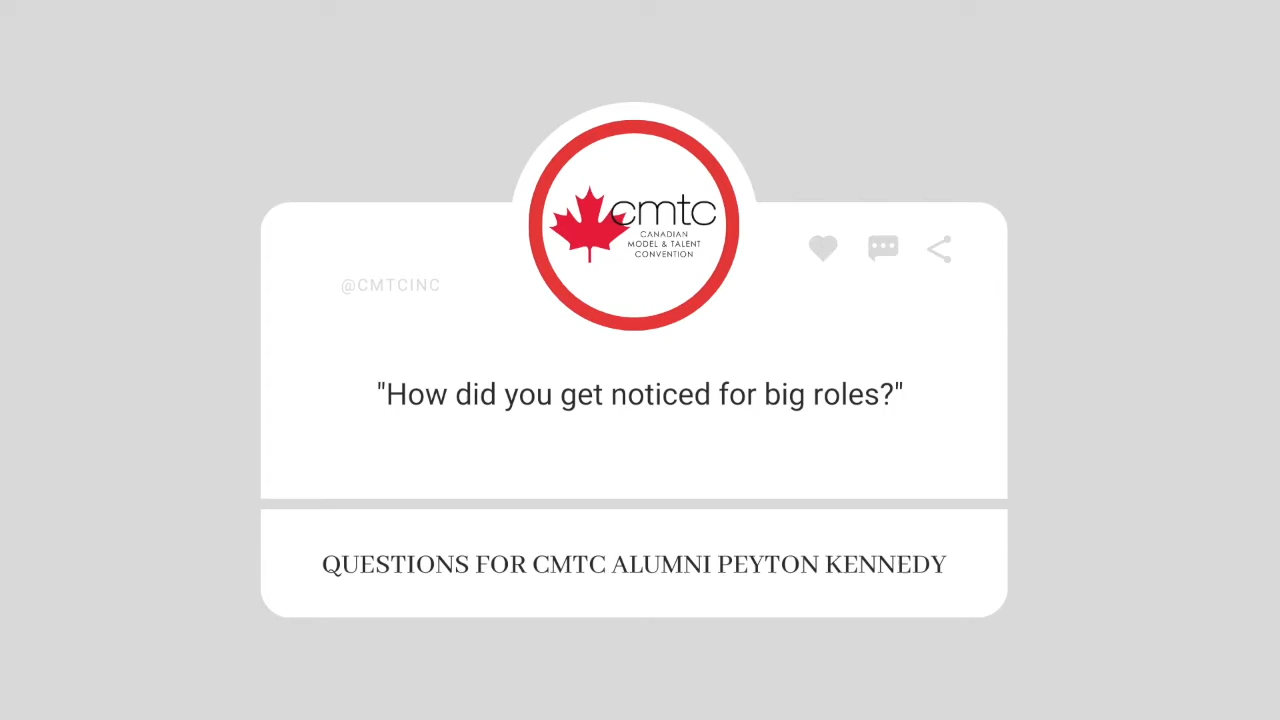 cmtc
CANADIAN
MODEL & TALENT
CONVENTION
@CMTCINC
"How did you get noticed for big roles?"
QUESTIONS FOR CMTC ALUMNI PEYTON KENNEDY